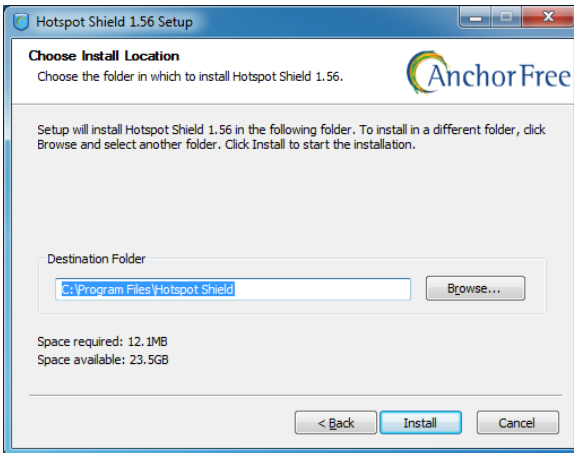 Hotspot Shield 1.56 Setup
Choose Install Location
Choose the folder in which to install Hotspot Shield 1.56.
AnchorFree
Setup will install Hotspot Shield 1.56 in the following folder. To install in a different folder, click
Browse and select another folder. Click Install to start the installation.
Destination Folder
C:\Program Files\Hotspot Shield
Browse...
Space required: 12.1MB
Space available: 23.5GB
< Back
Install
Cancel